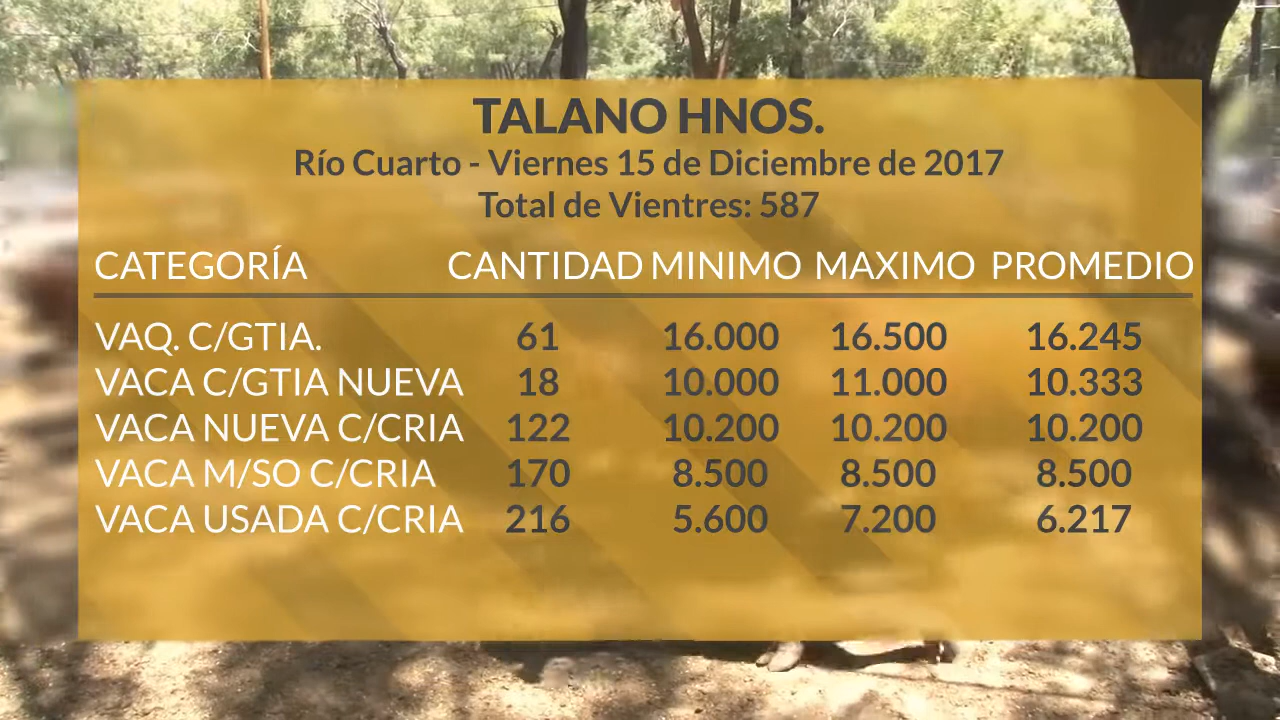 TALANO HNOS.
Río Cuarto - Viernes 15 de Diciembre de 2017
Total de Vientres: 587
CATEGORÍA CANTIDAD MINIMO MAXIMO PROMEDIO
VAQ. C/GTIA. 61 16.000 16.500 16.245
VACA C/GTIA NUEVA 18 10.000 11.000 10.333
VACA NUEVA C/CRIA 122 10.200 10.200 10.200
VACA M/SO C/CRIA 170 8.500 8.500 8.500
VACA USADA C/CRIA 216 5.600 7.200 6.217